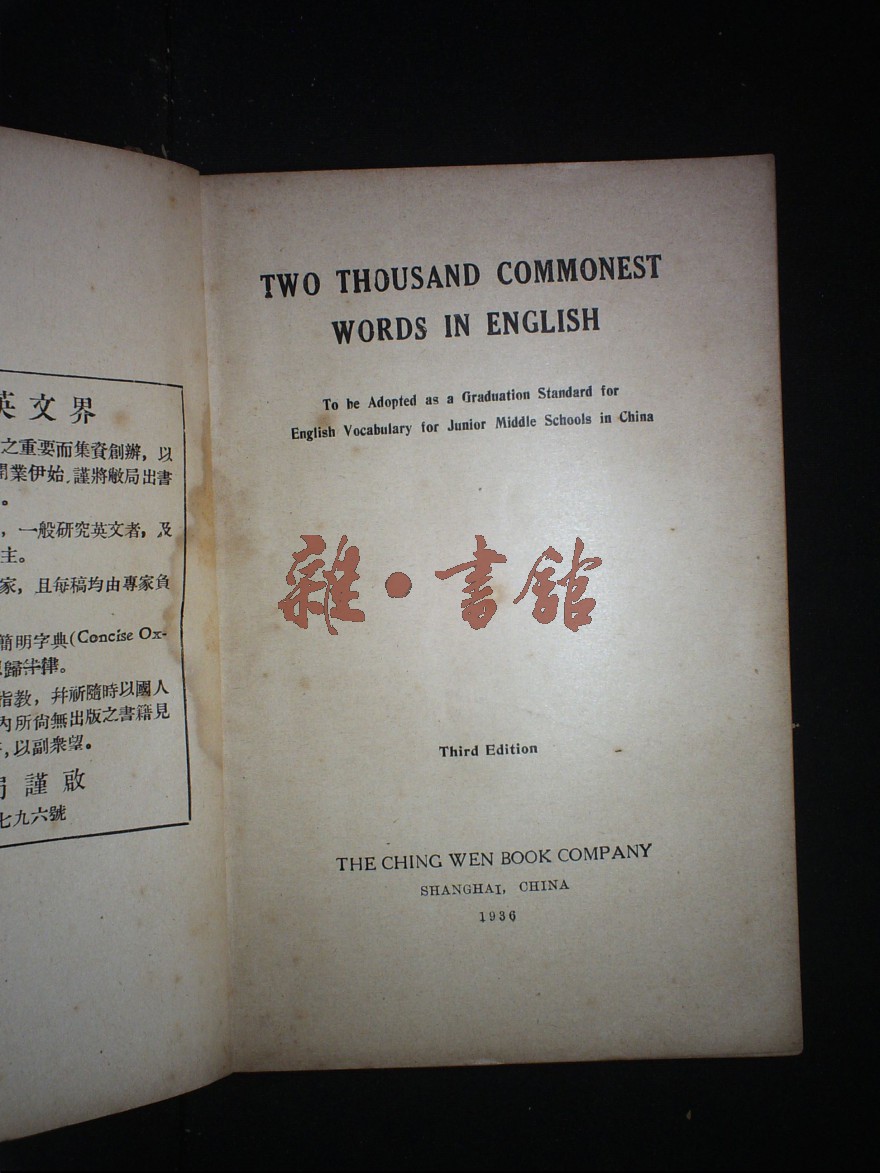 英文界
之重要而集資創辦，以
開業伊始，謹將敝局出書
。
，一般研究英文者，及
主。
家，且每稿均由專家負
簡明字典(Concise Ox-
歸半律。
指教，幷祈隨時以國人
內所尙無出版之書籍見
，以副衆望。
局謹啟
七九六號
TWO THOUSAND COMMONEST
WORDS IN ENGLISH
To be Adopted as a Graduation Standard for
English Vocabulary for Junior Middle Schools in China
雜·書館
Third Edition
THE CHING WEN BOOK COMPANY
SHANGHAI, CHINA
1936